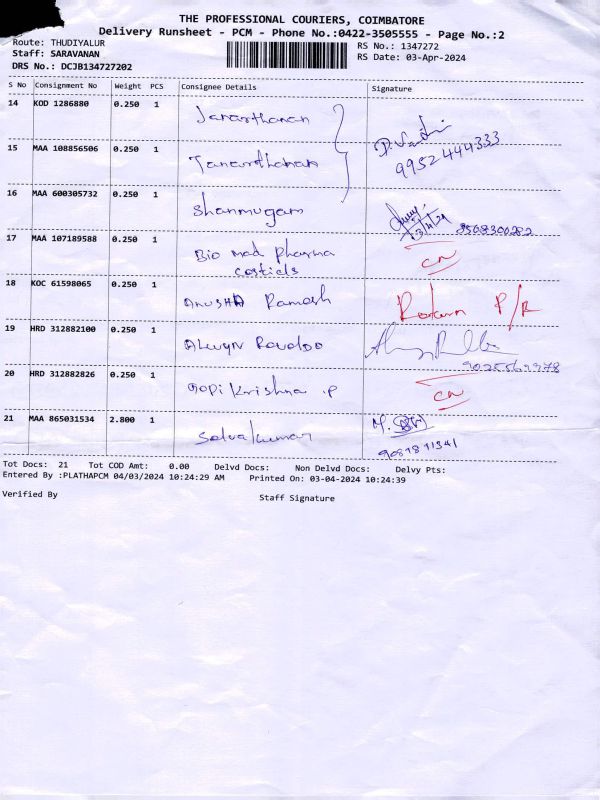 THE PROFESSIONAL COURIERS, COIMBATORE
Delivery Runsheet - PCM - Phone No.:0422-3505555 - Page No.:2
Route: THUDIYALUR RS No.: 1347272
Staff: SARAVANAN RS Date: 03-Apr-2024
DRS No.: DCJB134727202
S No Consignment No Weight PCS Consignee Details Signature
14 KOD 1286880 0.250 1 Janarthanan
15 MAA 108856506 0.250 1 Janardhanan 9952444333
16 MAA 600305732 0.250 1 Shanmugam
17 MAA 107189588 0.250 1 Bio med pharma CN
18 KOC 61598065 0.250 1 Anusha Ramesh Return P/R
19 HRD 312882100 0.250 1 Alwyn
20 HRD 312882826 0.250 1 Gopi Krishna .P CN
21 MAA 865031534 2.800 1 Selvakumar
Tot Docs: 21 Tot COD Amt: 0.00 Delvd Docs: Non Delvd Docs: Delvy Pts:
Entered By :PLATHAPCM 04/03/2024 10:24:29 AM Printed On: 03-04-2024 10:24:39
Verified By Staff Signature